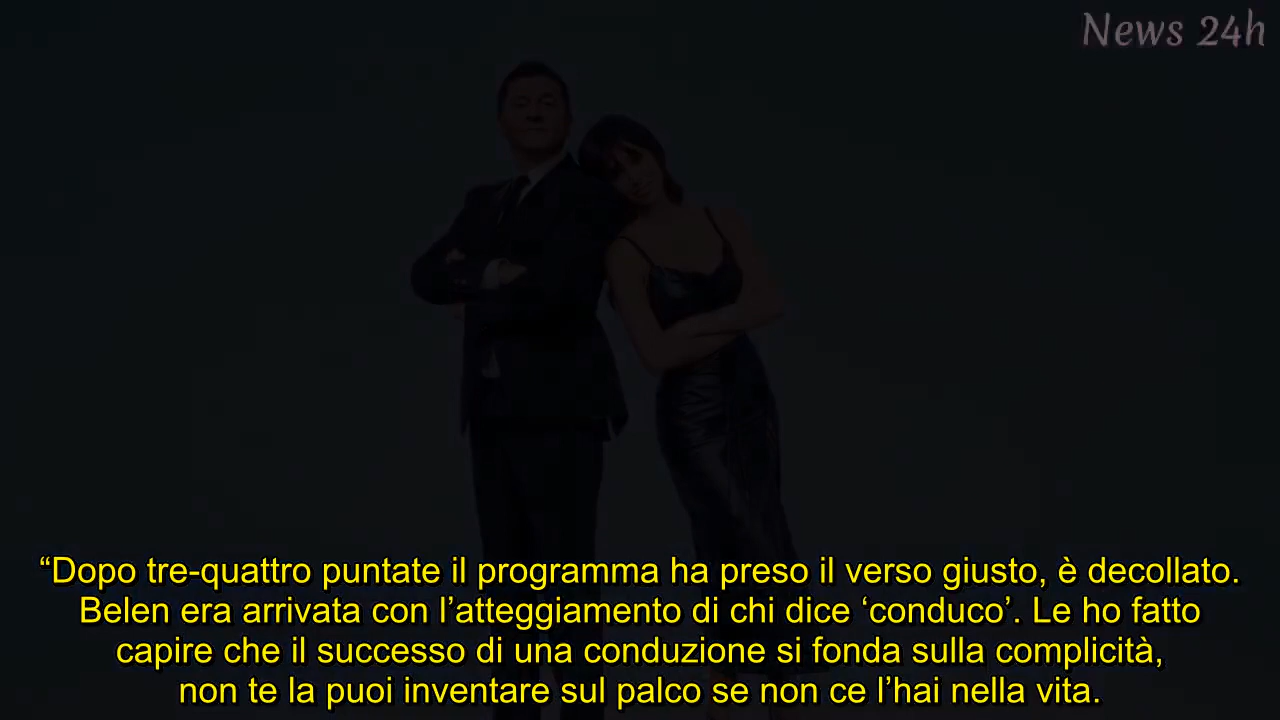 News 24h
“Dopo tre-quattro puntate il programma ha preso il verso giusto, è decollato.
Belen era arrivata con l’atteggiamento di chi dice ‘conduco’. Le ho fatto
capire che il successo di una conduzione si fonda sulla complicità,
non te la puoi inventare sul palco se non ce l’hai nella vita.